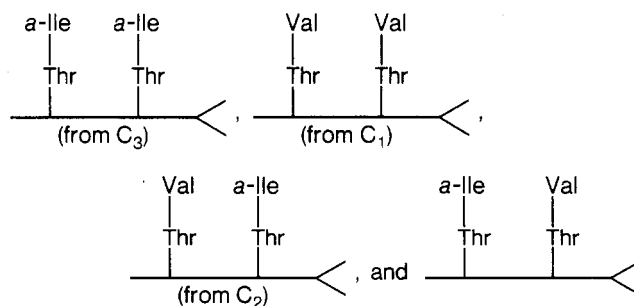 a-Ile a-Ile Val Val
Thr Thr Thr Thr
(from C₃) , (from C₁) ,
Val a-Ile a-Ile Val
Thr Thr Thr Thr
(from C₂) , and